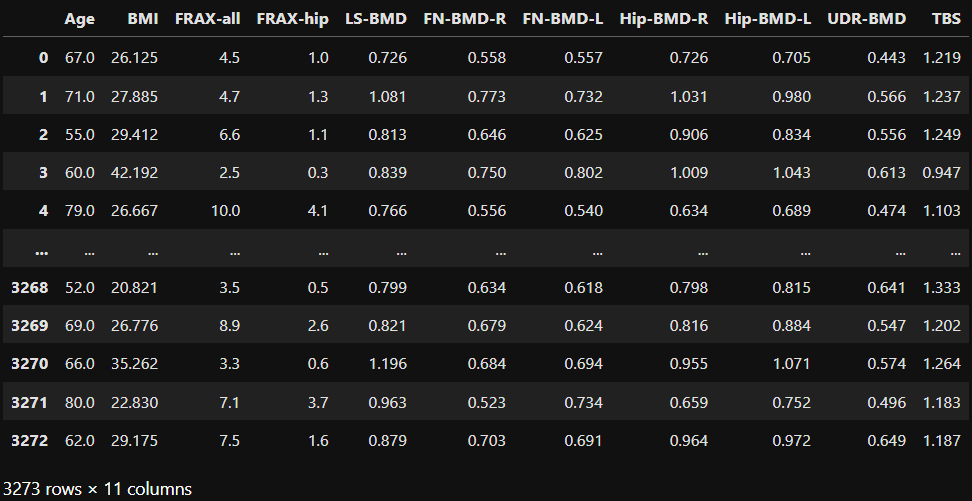 Age BMI FRAX-all FRAX-hip LS-BMD FN-BMD-R FN-BMD-L Hip-BMD-R Hip-BMD-L UDR-BMD TBS
0 67.0 26.125 4.5 1.0 0.726 0.558 0.557 0.726 0.705 0.443 1.219
1 71.0 27.885 4.7 1.3 1.081 0.773 0.732 1.031 0.980 0.566 1.237
2 55.0 29.412 6.6 1.1 0.813 0.646 0.625 0.906 0.834 0.556 1.249
3 60.0 42.192 2.5 0.3 0.839 0.750 0.802 1.009 1.043 0.613 0.947
4 79.0 26.667 10.0 4.1 0.766 0.556 0.540 0.634 0.689 0.474 1.103
... ... ... ... ... ... ... ... ... ... ... ...
3268 52.0 20.821 3.5 0.5 0.799 0.634 0.618 0.798 0.815 0.641 1.333
3269 69.0 26.776 8.9 2.6 0.821 0.679 0.624 0.816 0.884 0.547 1.202
3270 66.0 35.262 3.3 0.6 1.196 0.684 0.694 0.955 1.071 0.574 1.264
3271 80.0 22.830 7.1 3.7 0.963 0.523 0.734 0.659 0.752 0.496 1.183
3272 62.0 29.175 7.5 1.6 0.879 0.703 0.691 0.964 0.972 0.649 1.187
3273 rows × 11 columns